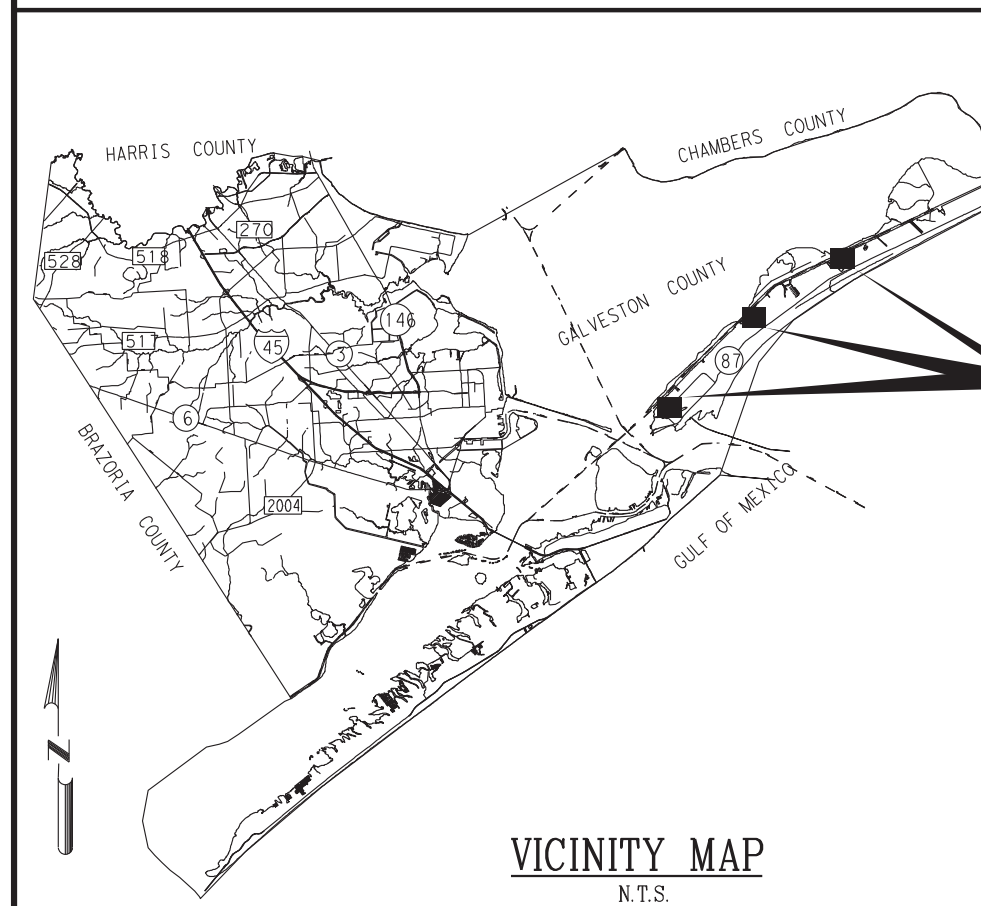 HARRIS COUNTY
CHAMBERS COUNTY
270
528
518
GALVESTON COUNTY
146
517
45
3
87
6
BRAZORIA COUNTY
2004
GULF OF MEXICO
N
VICINITY MAP
N.T.S.